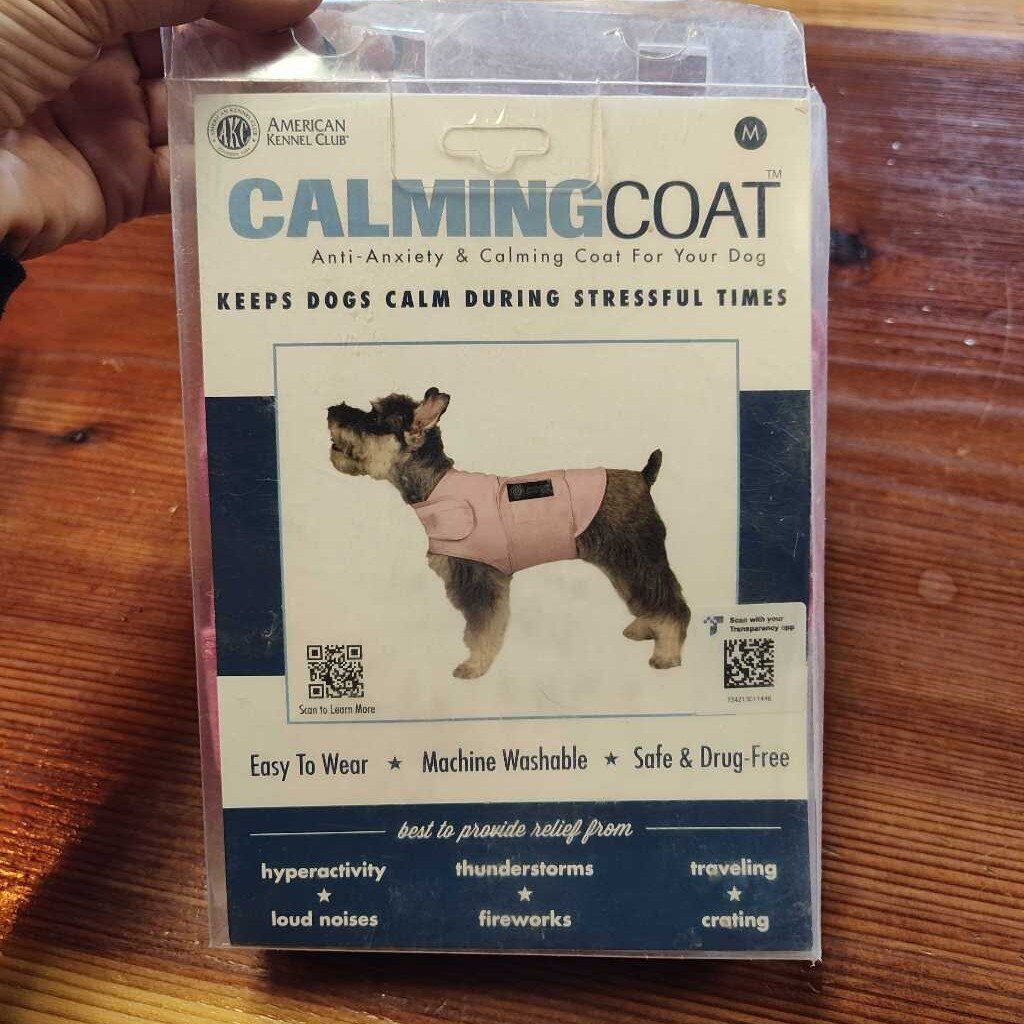 AKC
AMERICAN
KENNEL CLUB
M
CALMINGCOAT™
Anti-Anxiety & Calming Coat For Your Dog
KEEPS DOGS CALM DURING STRESSFUL TIMES
Scan with your
Transparency app
Scan to Learn More
Easy To Wear ★ Machine Washable ★ Safe & Drug-Free
best to provide relief from
hyperactivity thunderstorms traveling
★ ★ ★
loud noises fireworks crating